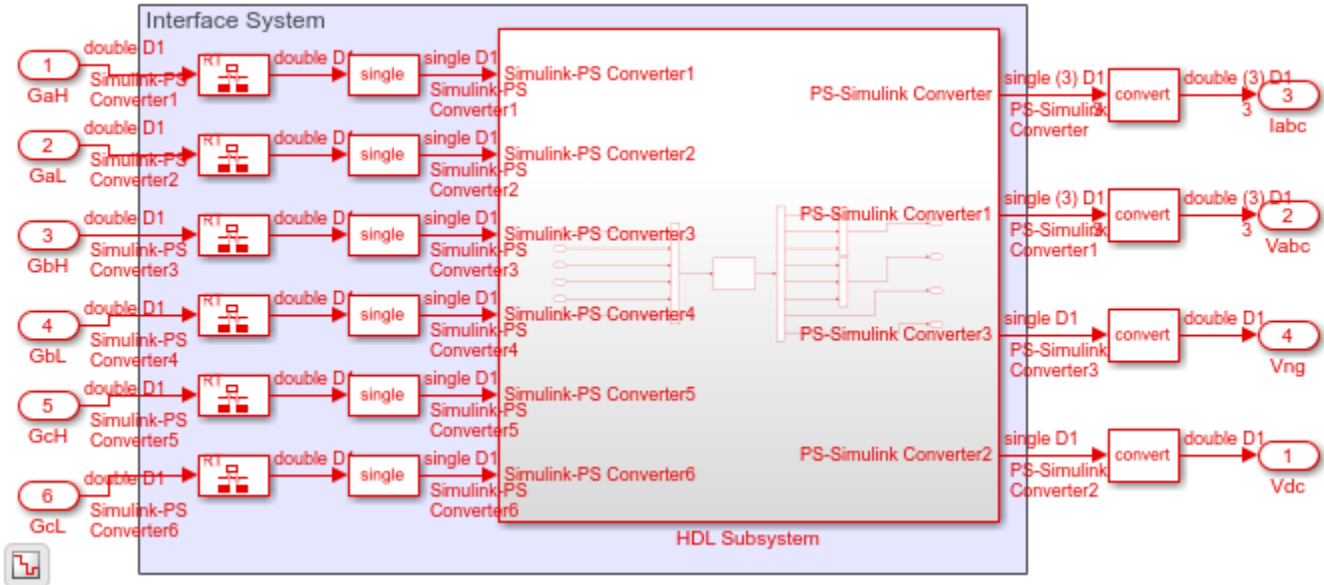 Interface System
double D1
1
GaH
Simulink-PS
Converter1
RT
double D1
single
single D1
Simulink-PS
Converter1
Simulink-PS Converter1
double D1
2
GaL
Simulink-PS
Converter2
RT
double D1
single
single D1
Simulink-PS
Converter2
Simulink-PS Converter2
double D1
3
GbH
Simulink-PS
Converter3
RT
double D1
single
single D1
Simulink-PS
Converter3
Simulink-PS Converter3
double D1
4
GbL
Simulink-PS
Converter4
RT
double D1
single
single D1
Simulink-PS
Converter4
Simulink-PS Converter4
double D1
5
GcH
Simulink-PS
Converter5
RT
double D1
single
single D1
Simulink-PS
Converter5
Simulink-PS Converter5
double D1
6
GcL
Simulink-PS
Converter6
RT
double D1
single
single D1
Simulink-PS
Converter6
Simulink-PS Converter6
HDL Subsystem
PS-Simulink Converter
single (3) D1
PS-Simulink
Converter
3
convert
double (3) D1
3
3
Iabc
PS-Simulink Converter1
single (3) D1
PS-Simulink
Converter1
3
convert
double (3) D1
3
2
Vabc
PS-Simulink Converter3
single D1
PS-Simulink
Converter3
convert
double D1
4
Vng
PS-Simulink Converter2
single D1
PS-Simulink
Converter2
convert
double D1
1
Vdc